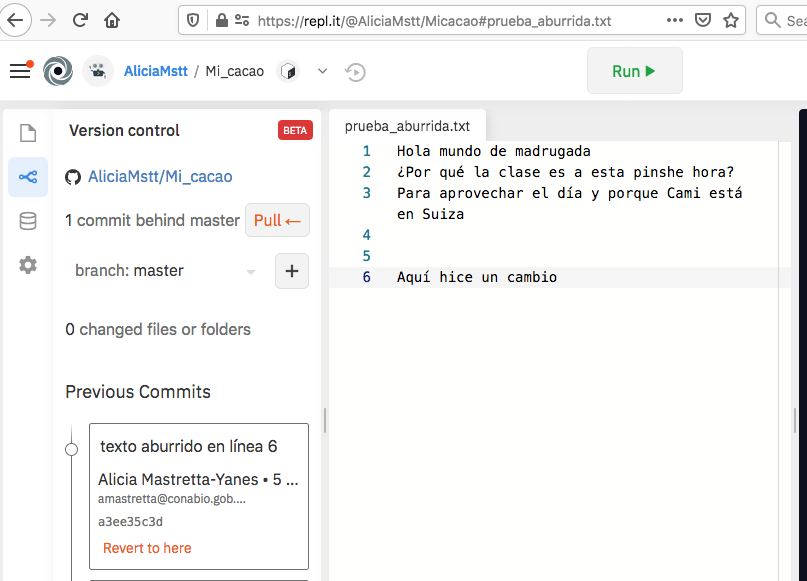 https://repl.it/@AliciaMstt/Micacao#prueba_aburrida.txt
Sea
AliciaMstt / Mi_cacao
Run
Version control
BETA
AliciaMstt/Mi_cacao
1 commit behind master
Pull ←
branch: master
+
0 changed files or folders
Previous Commits
texto aburrido en línea 6
Alicia Mastretta-Yanes • 5 ...
amastretta@conabio.gob....
a3ee35c3d
Revert to here
prueba_aburrida.txt
1 Hola mundo de madrugada
2 ¿Por qué la clase es a esta pinshe hora?
3 Para aprovechar el día y porque Cami está
en Suiza
4
5
6 Aquí hice un cambio